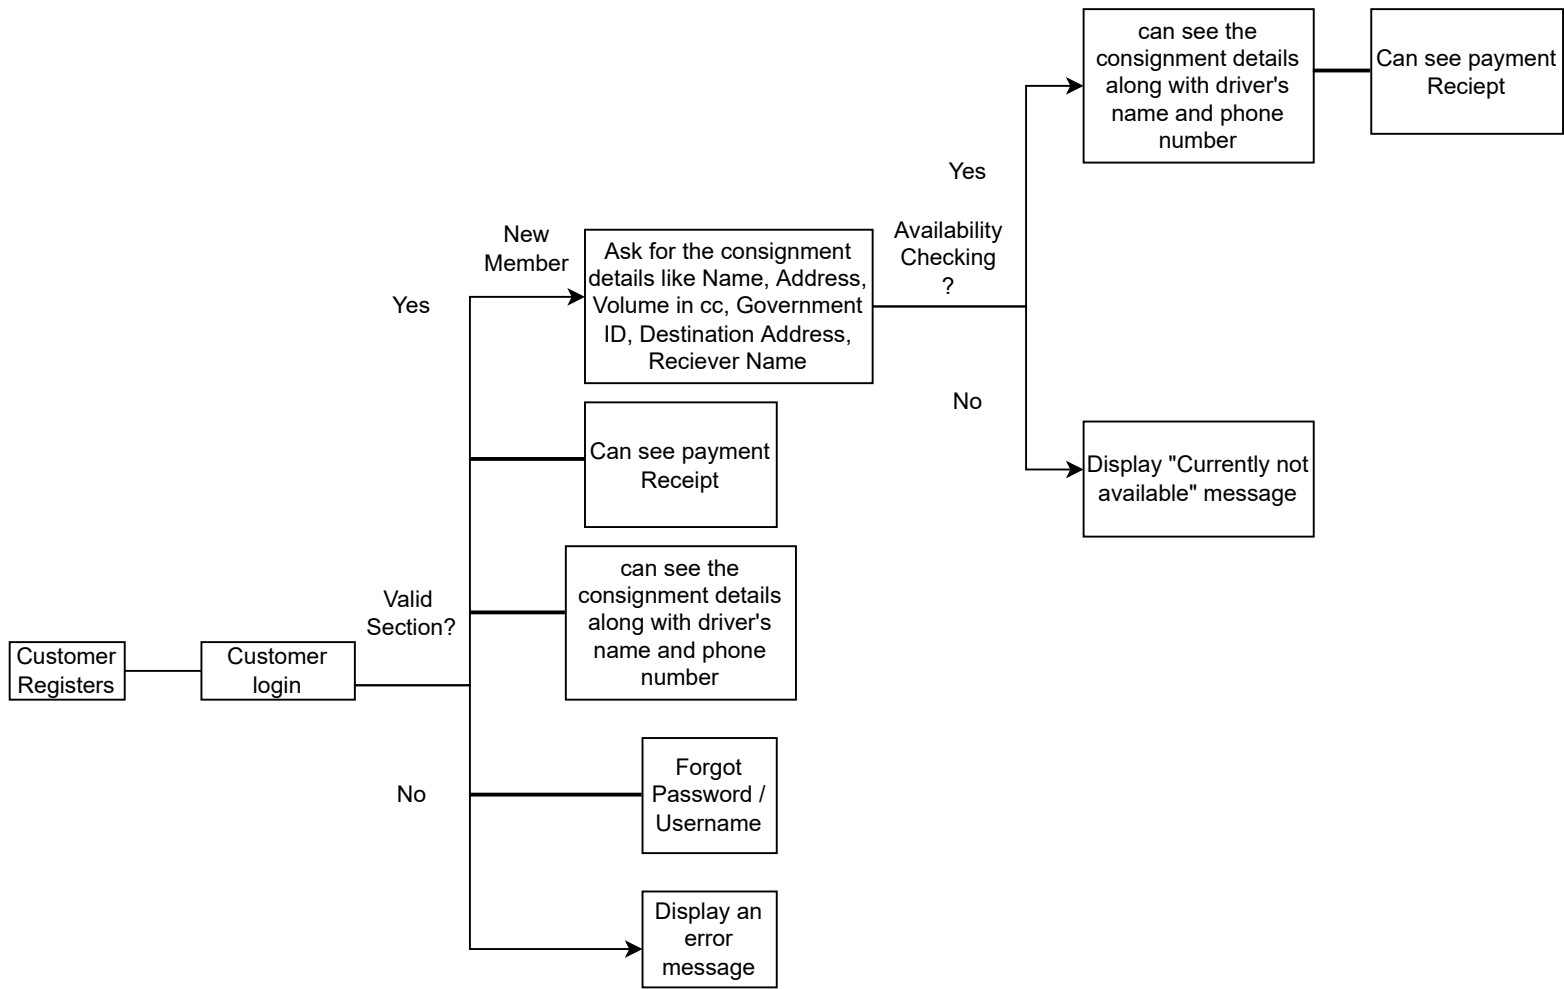 Customer
Registers
Customer
login
Valid
Section?
Yes
No
New
Member
Ask for the consignment
details like Name, Address,
Volume in cc, Government
ID, Destination Address,
Reciever Name
Can see payment
Receipt
can see the
consignment details
along with driver's
name and phone
number
Forgot
Password /
Username
Display an
error
message
Availability
Checking
?
Yes
No
can see the
consignment details
along with driver's
name and phone
number
Can see payment
Reciept
Display "Currently not
available" message